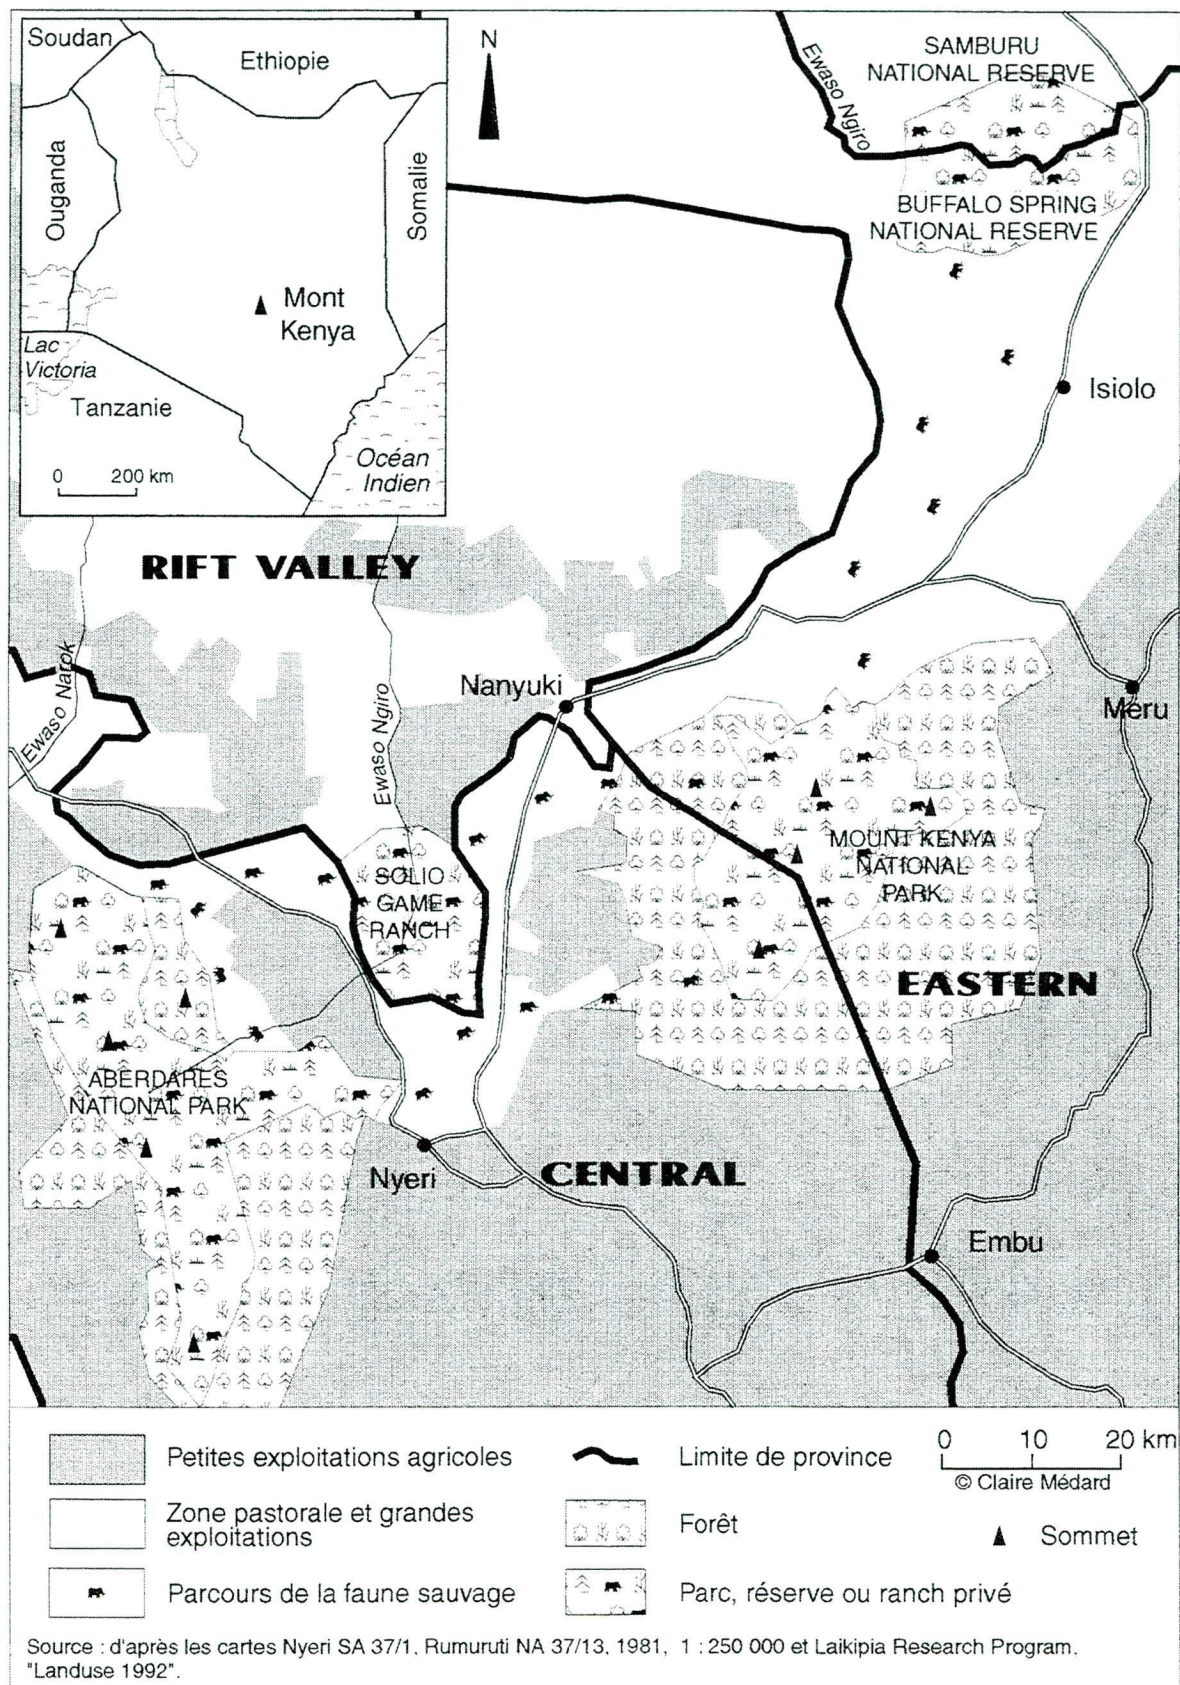 Soudan
Ethiopie
Ouganda
Somalie
Mont
Kenya
Lac
Victoria
Tanzanie
Océan
Indien
0 200 km
N
Ewaso Ngiro
SAMBURU
NATIONAL RESERVE
BUFFALO SPRING
NATIONAL RESERVE
Isiolo
RIFT VALLEY
Ewaso Narok
Ewaso Ngiro
Nanyuki
Meru
MOUNT KENYA
NATIONAL
PARK
SOLIO
GAME
RANCH
EASTERN
ABERDARES
NATIONAL PARK
Nyeri
CENTRAL
Embu
Petites exploitations agricoles
Zone pastorale et grandes
exploitations
Parcours de la faune sauvage
Limite de province
Forêt
Parc, réserve ou ranch privé
0 10 20 km
© Claire Médard
Sommet
Source : d'après les cartes Nyeri SA 37/1, Rumuruti NA 37/13, 1981, 1 : 250 000 et Laikipia Research Program,
"Landuse 1992".